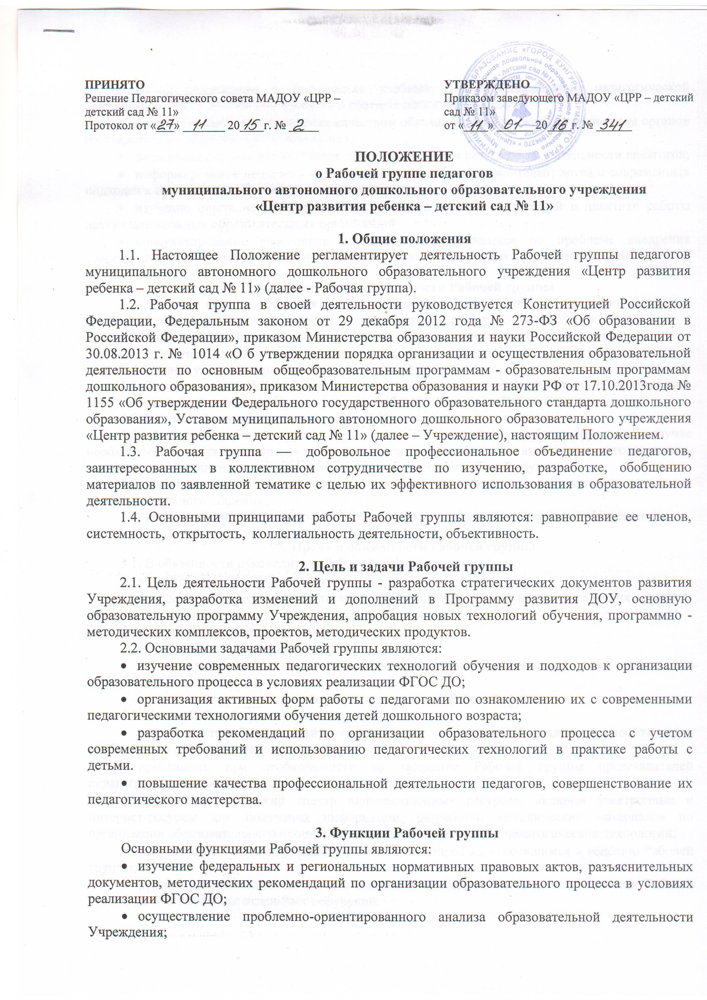 ПРИНЯТО
Решение Педагогического совета МАДОУ «ЦРР –
детский сад № 11»
Протокол от «27» 11 20 15 г. № 2
УТВЕРЖДЕНО
Приказом заведующего МАДОУ «ЦРР – детский
сад № 11»
от « 11 » 01 20 16 г. № 341
ПОЛОЖЕНИЕ
о Рабочей группе педагогов
муниципального автономного дошкольного образовательного учреждения
«Центр развития ребенка – детский сад № 11»
1. Общие положения
1.1. Настоящее Положение регламентирует деятельность Рабочей группы педагогов
муниципального автономного дошкольного образовательного учреждения «Центр развития
ребенка – детский сад № 11» (далее - Рабочая группа).
1.2. Рабочая группа в своей деятельности руководствуется Конституцией Российской
Федерации, Федеральным законом от 29 декабря 2012 года № 273-ФЗ «Об образовании в
Российской Федерации», приказом Министерства образования и науки Российской Федерации от
30.08.2013 г. № 1014 «О б утверждении порядка организации и осуществления образовательной
деятельности по основным общеобразовательным программам - образовательным программам
дошкольного образования», приказом Министерства образования и науки РФ от 17.10.2013года №
1155 «Об утверждении Федерального государственного образовательного стандарта дошкольного
образования», Уставом муниципального автономного дошкольного образовательного учреждения
«Центр развития ребенка – детский сад № 11» (далее – Учреждение), настоящим Положением.
1.3. Рабочая группа - добровольное профессиональное объединение педагогов,
заинтересованных в коллективном сотрудничестве по изучению, разработке, обобщению
материалов по заявленной тематике с целью их эффективного использования в образовательной
деятельности.
1.4. Основными принципами работы Рабочей группы являются: равноправие ее членов,
системность, открытость, коллегиальность деятельности, объективность.
2. Цель и задачи Рабочей группы
2.1. Цель деятельности Рабочей группы - разработка стратегических документов развития
Учреждения, разработка изменений и дополнений в Программу развития ДОУ, основную
образовательную программу Учреждения, апробация новых технологий обучения, программно -
методических комплексов, проектов, методических продуктов.
2.2. Основными задачами Рабочей группы являются:
• изучение современных педагогических технологий обучения и подходов к организации
образовательного процесса в условиях реализации ФГОС ДО;
• организация активных форм работы с педагогами по ознакомлению их с современными
педагогическими технологиями обучения детей дошкольного возраста;
• разработка рекомендаций по организации образовательного процесса с учетом
современных требований и использованию педагогических технологий в практике работы с
детьми.
• повышение качества профессиональной деятельности педагогов, совершенствование их
педагогического мастерства.
3. Функции Рабочей группы
Основными функциями Рабочей группы являются:
• изучение федеральных и региональных нормативных правовых актов, разъяснительных
документов, методических рекомендаций по организации образовательного процесса в условиях
реализации ФГОС ДО;
• осуществление проблемно-ориентированного анализа образовательной деятельности
Учреждения;